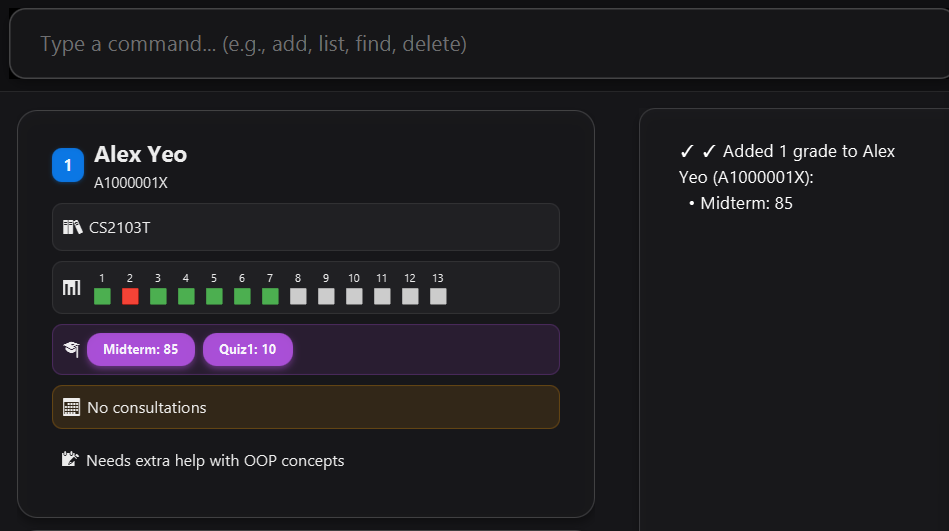 Type a command... (e.g., add, list, find, delete)
1
Alex Yeo
A1000001X
CS2103T
1 2 3 4 5 6 7 8 9 10 11 12 13
Midterm: 85 Quiz1: 10
No consultations
Needs extra help with OOP concepts
✓ ✓ Added 1 grade to Alex
Yeo (A1000001X):
• Midterm: 85